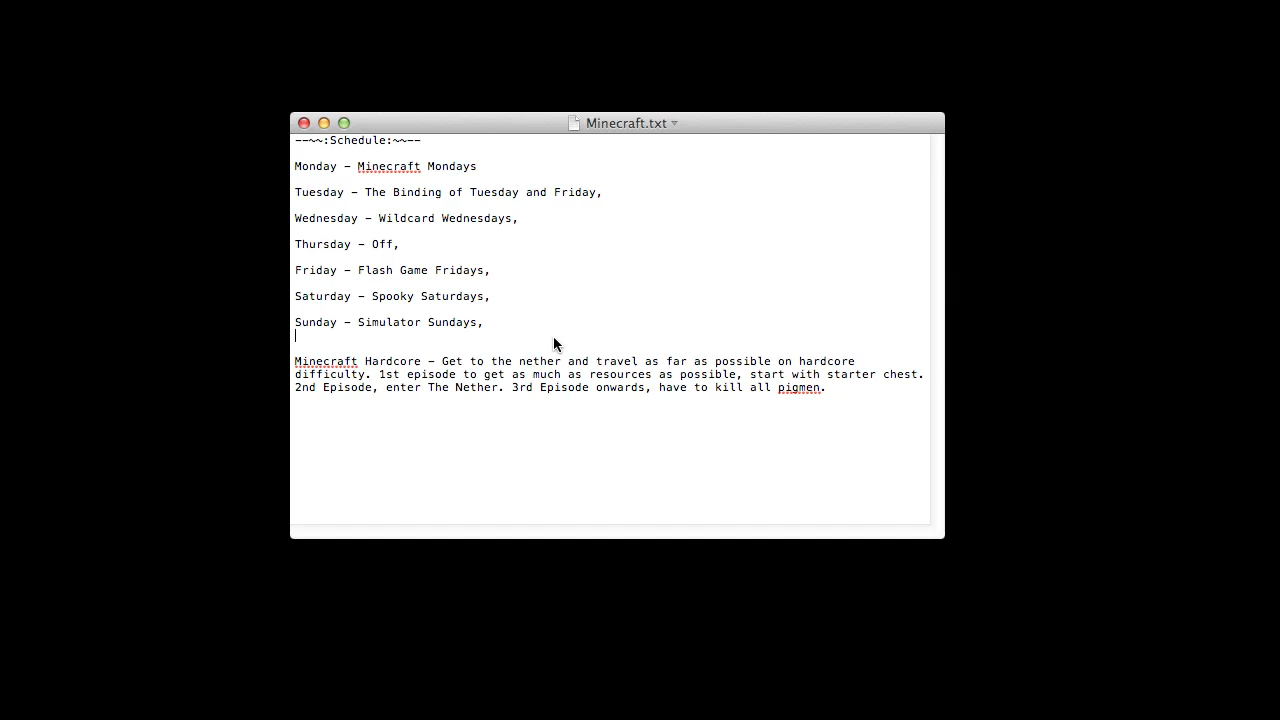 Minecraft.txt
--~~:Schedule:~~--
Monday - Minecraft Mondays
Tuesday - The Binding of Tuesday and Friday,
Wednesday - Wildcard Wednesdays,
Thursday - Off,
Friday - Flash Game Fridays,
Saturday - Spooky Saturdays,
Sunday - Simulator Sundays,
Minecraft Hardcore - Get to the nether and travel as far as possible on hardcore
difficulty. 1st episode to get as much as resources as possible, start with starter chest.
2nd Episode, enter The Nether. 3rd Episode onwards, have to kill all pigmen.